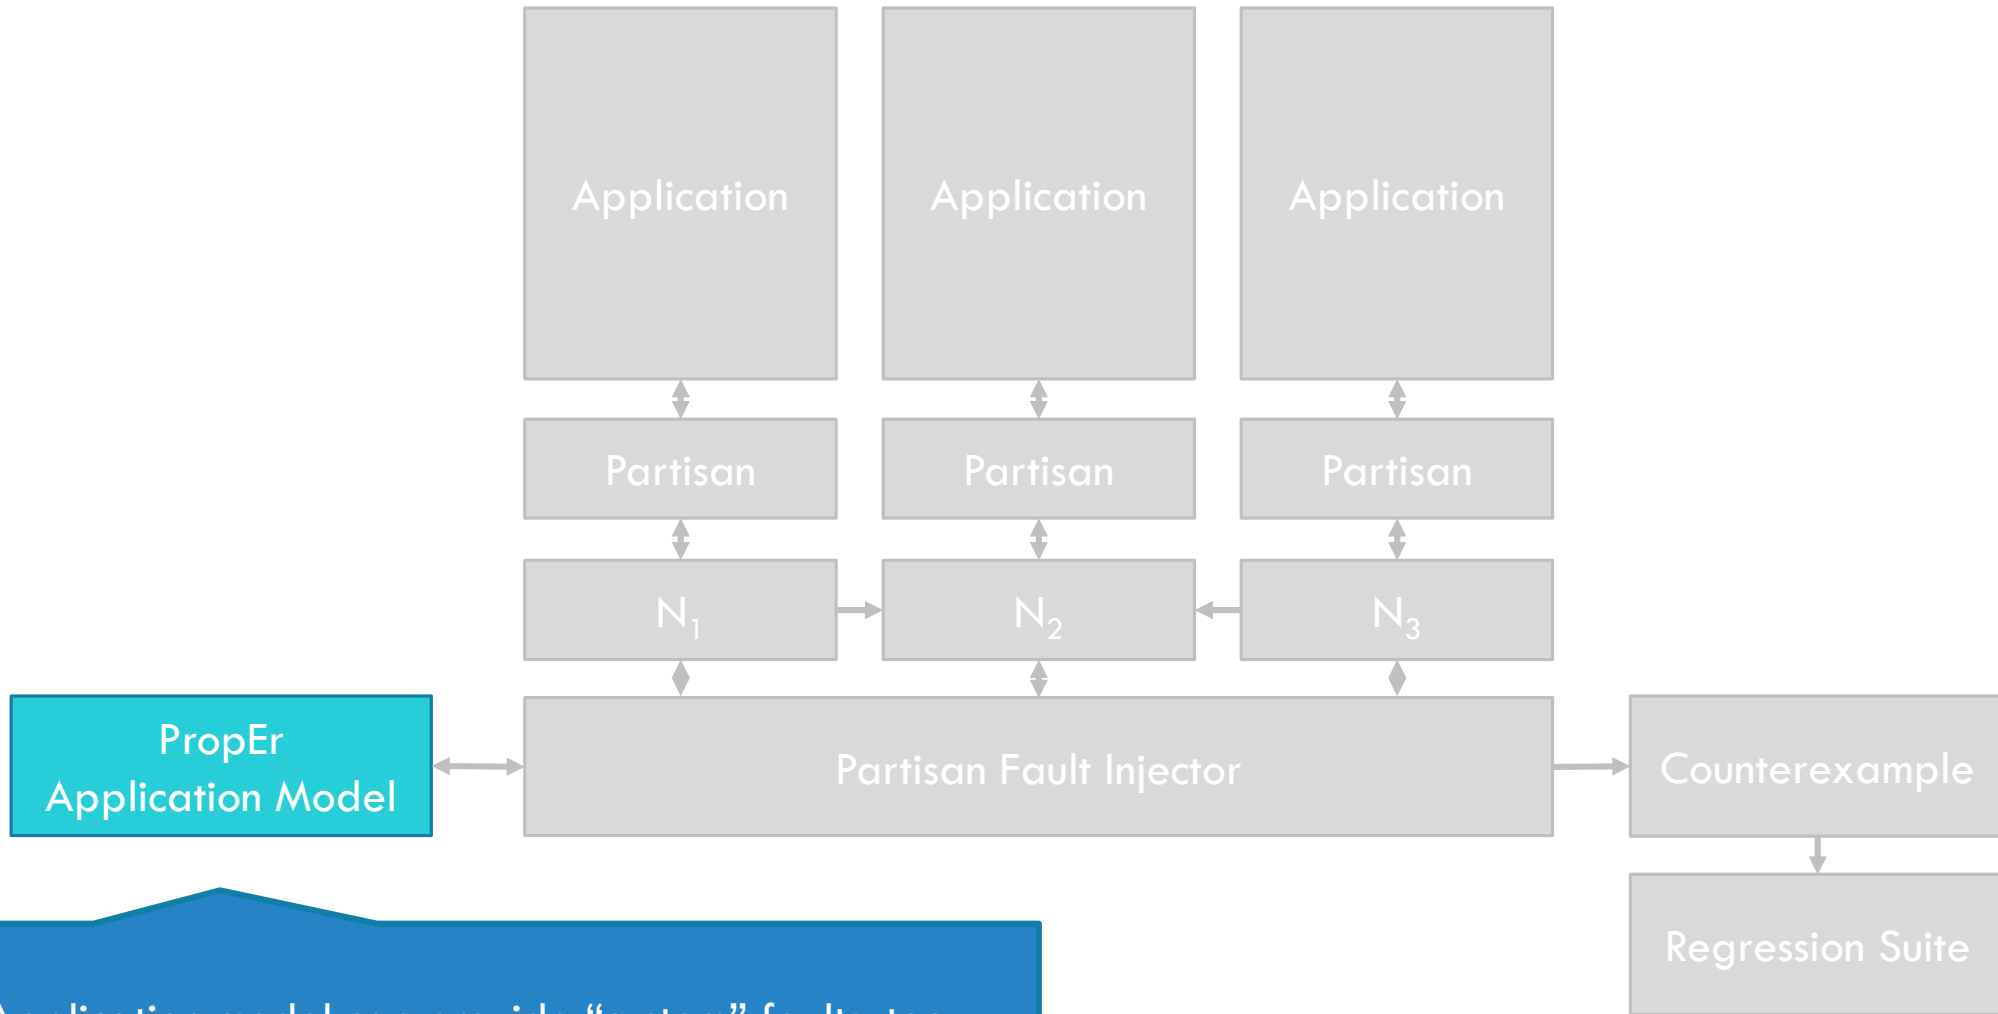 Application Application Application
Partisan Partisan Partisan
N₁ N₂ N₃
PropEr
Application Model
Partisan Fault Injector
Counterexample
Regression Suite